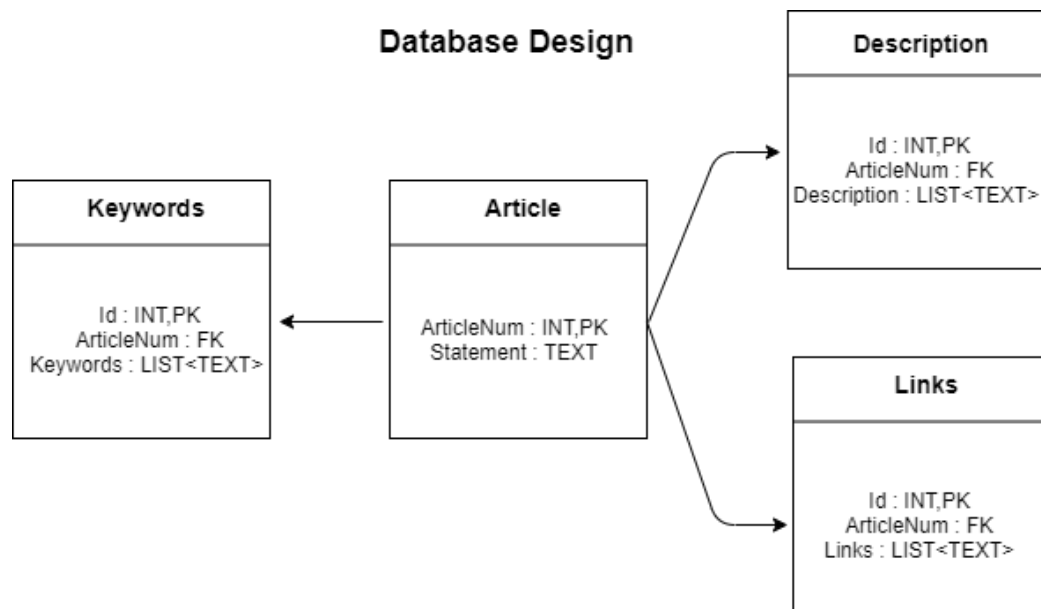 Database Design
Keywords
Id : INT,PK
ArticleNum : FK
Keywords : LIST<TEXT>
Article
ArticleNum : INT,PK
Statement : TEXT
Description
Id : INT,PK
ArticleNum : FK
Description : LIST<TEXT>
Links
Id : INT,PK
ArticleNum : FK
Links : LIST<TEXT>